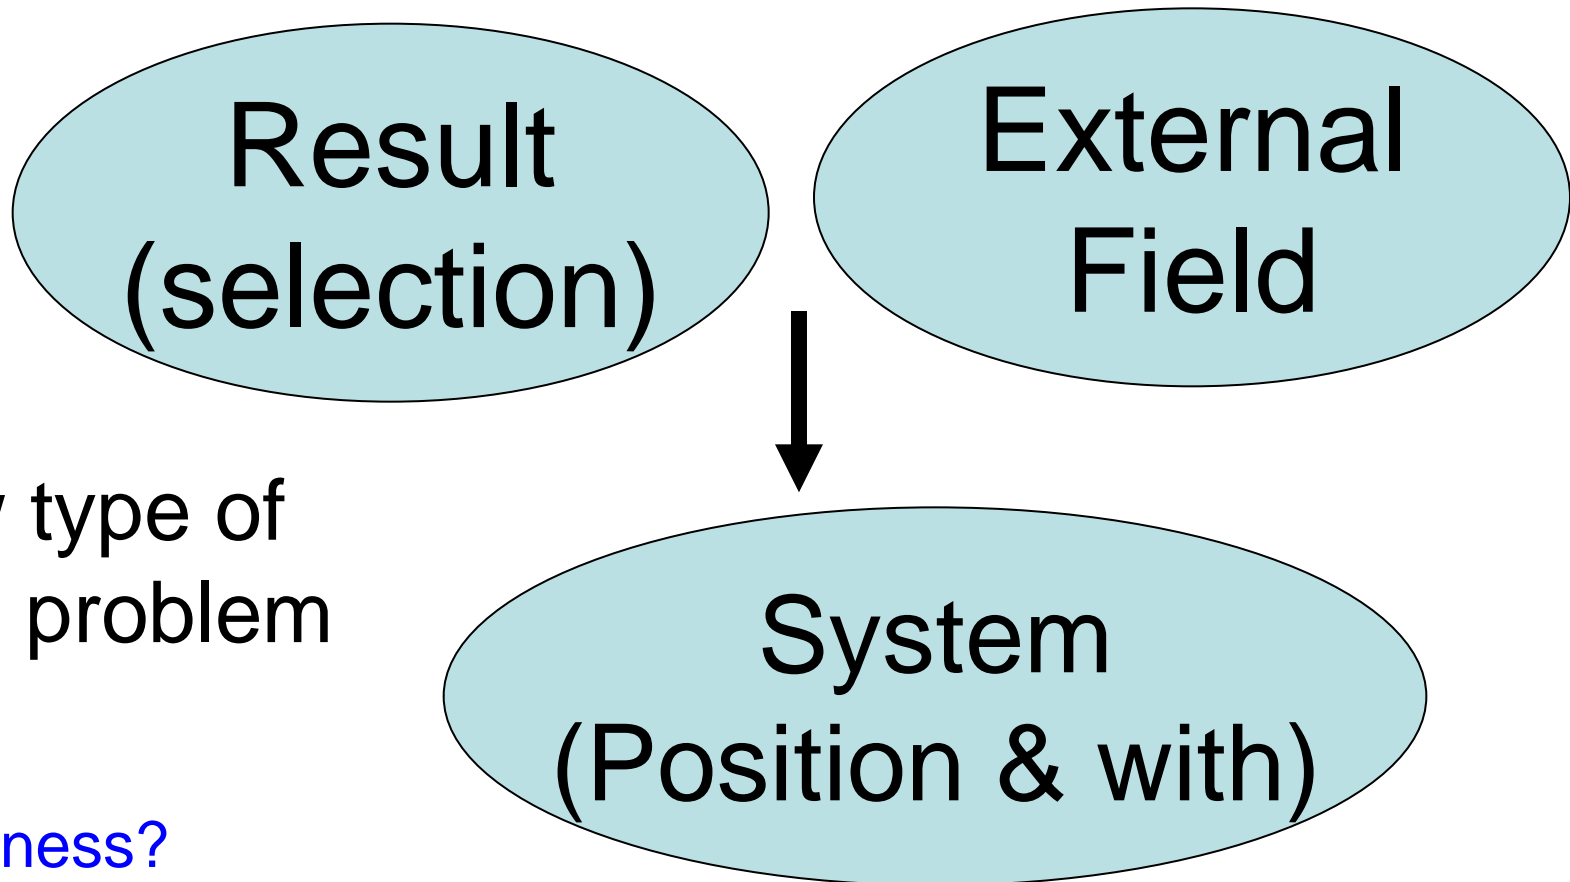 Result
(selection)
External
Field
type of
problem
System
(Position & with)
ness?